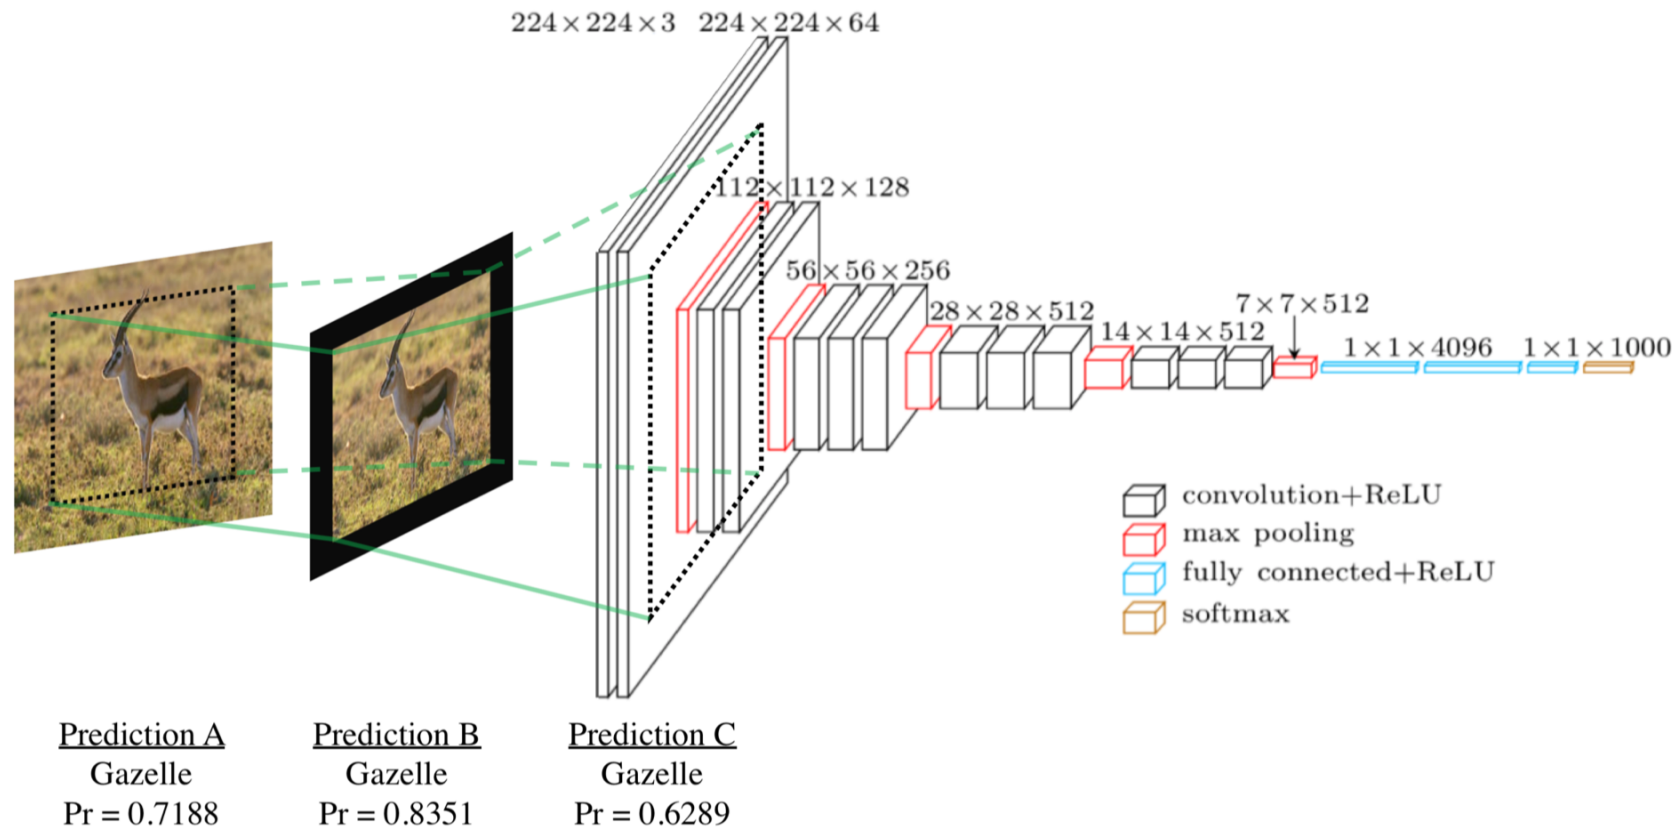 224×224×3 224×224×64
112×112×128
56×56×256
28×28×512
14×14×512
7×7×512
1×1×4096 1×1×1000
convolution+ReLU
max pooling
fully connected+ReLU
softmax
Prediction A
Gazelle
Pr = 0.7188
Prediction B
Gazelle
Pr = 0.8351
Prediction C
Gazelle
Pr = 0.6289